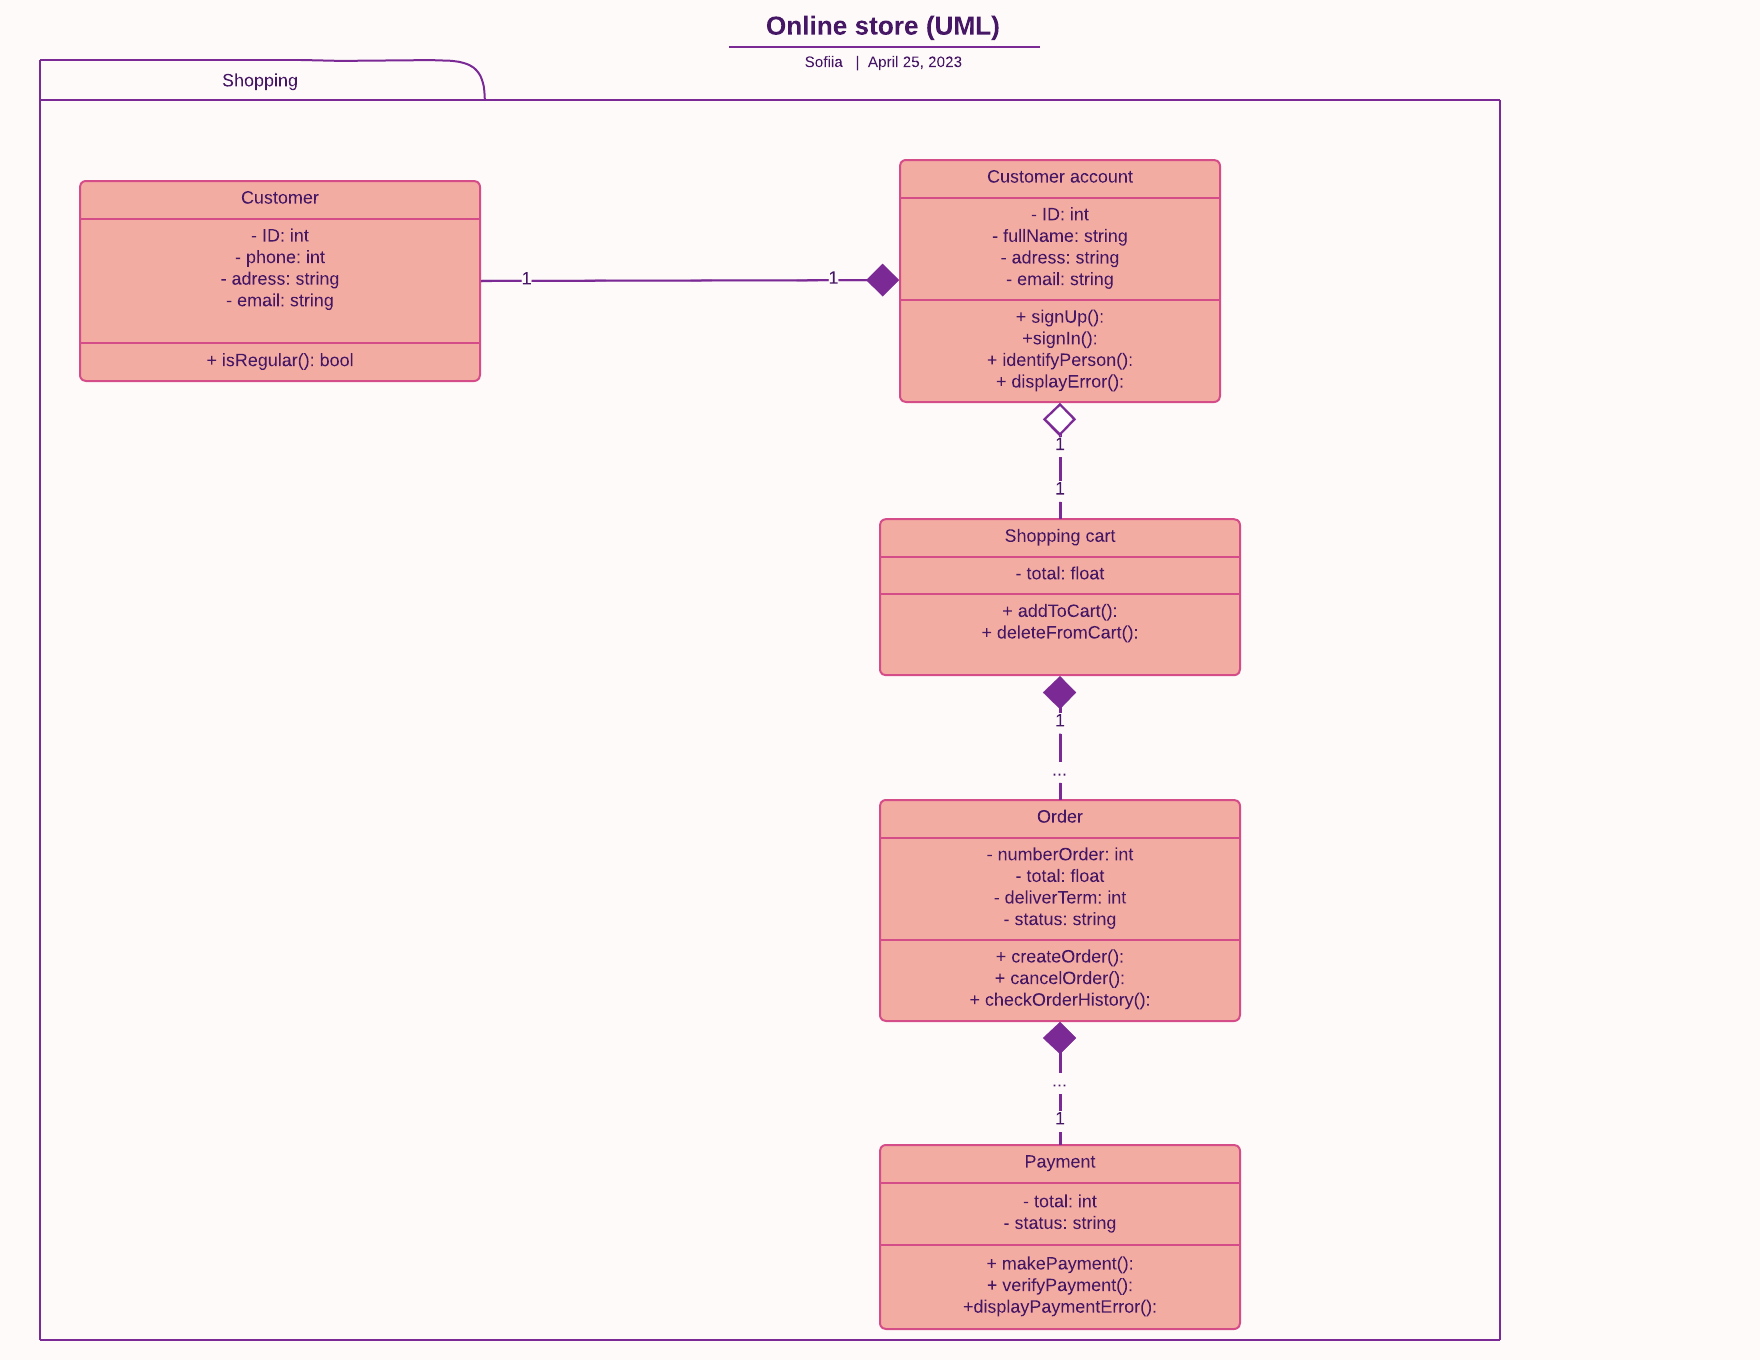 Online store (UML)
Sofiia | April 25, 2023
Shopping
Customer
- ID: int
- phone: int
- adress: string
- email: string
+ isRegular(): bool
1
1
Customer account
- ID: int
- fullName: string
- adress: string
- email: string
+ signUp():
+signIn():
+ identifyPerson():
+ displayError():
1
1
Shopping cart
- total: float
+ addToCart():
+ deleteFromCart():
1
...
Order
- numberOrder: int
- total: float
- deliverTerm: int
- status: string
+ createOrder():
+ cancelOrder():
+ checkOrderHistory():
...
1
Payment
- total: int
- status: string
+ makePayment():
+ verifyPayment():
+displayPaymentError():